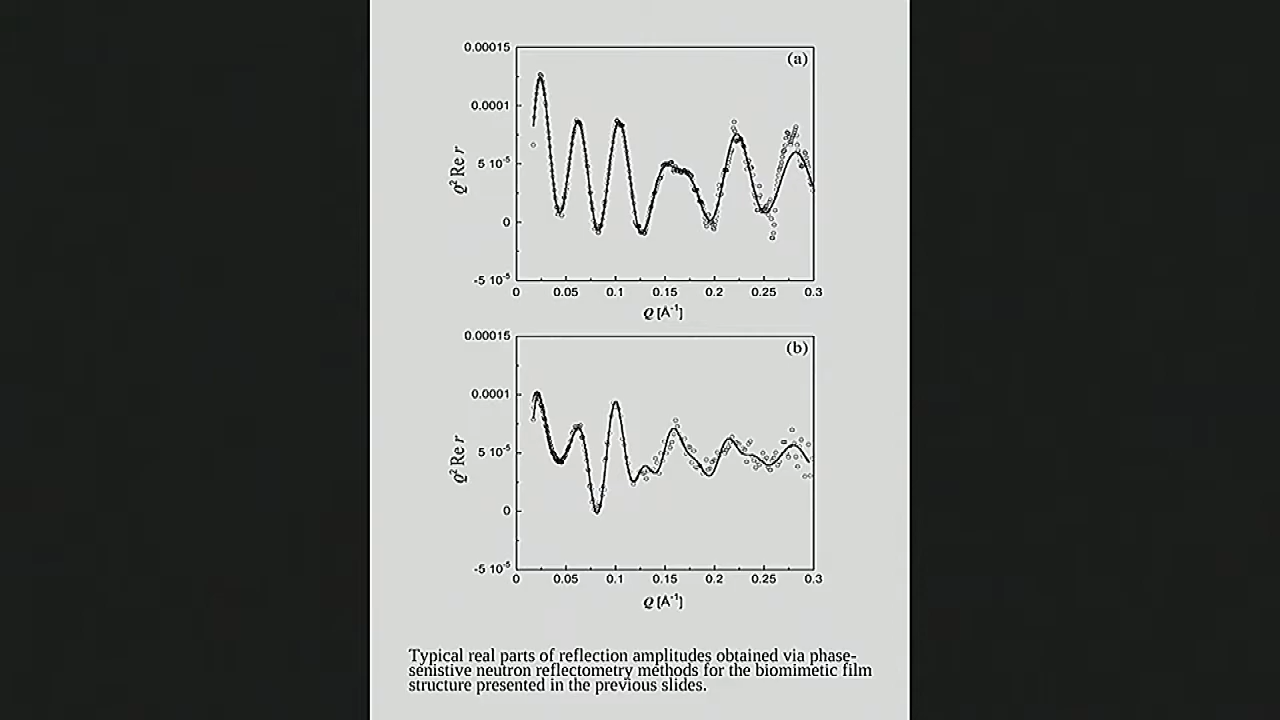 (a)
0.00015
0.0001
5 10⁻⁵
0
-5 10⁻⁵
Q² Re r
0 0.05 0.1 0.15 0.2 0.25 0.3
Q [Å⁻¹]
(b)
0.00015
0.0001
5 10⁻⁵
0
-5 10⁻⁵
Q² Re r
0 0.05 0.1 0.15 0.2 0.25 0.3
Q [Å⁻¹]
Typical real parts of reflection amplitudes obtained via phase-
senistive neutron reflectometry methods for the biomimetic film
structure presented in the previous slides.